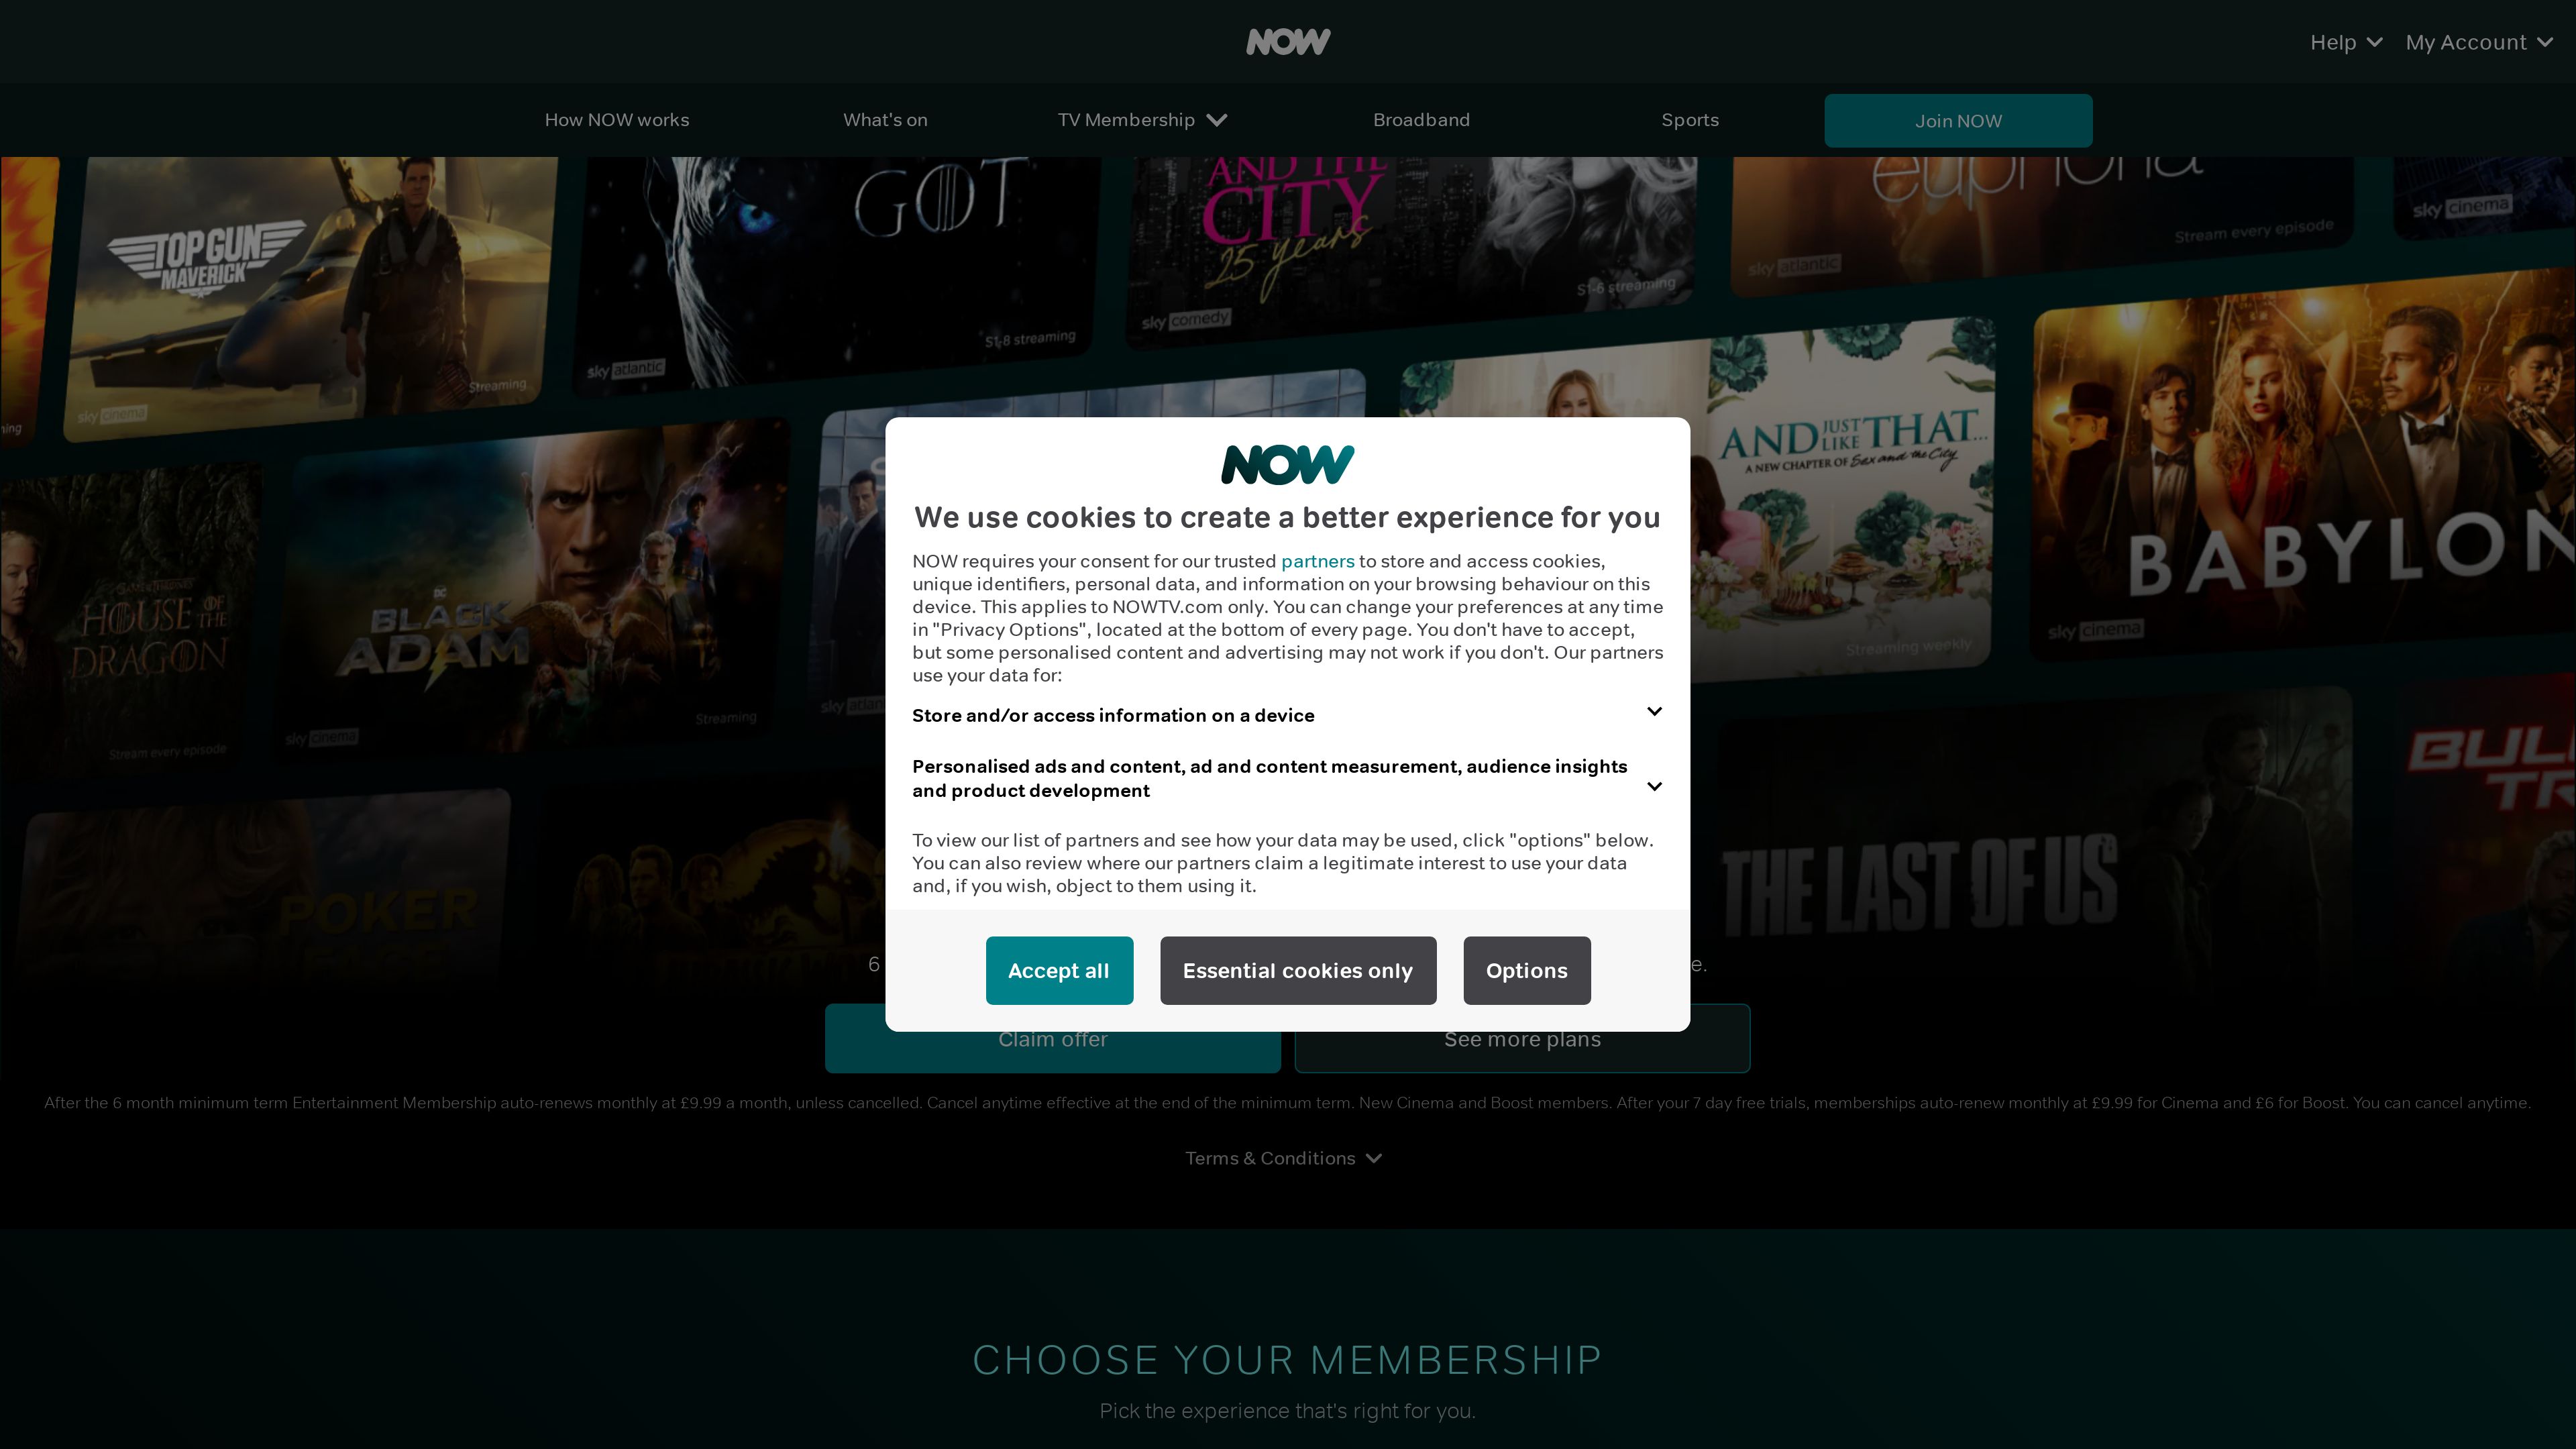 NOW
Help
My Account
How NOW works
What's on
TV Membership
Broadband
Sports
Join NOW
TOP GUN
MAVERICK
Streaming
sky cinema
GOT
S1-8 streaming
sky atlantic
AND THE
CITY
25 years
S1-6 streaming
sky comedy
euphoria
Stream every episode
sky atlantic
sky cinema
HOUSE OF THE
DRAGON
Stream every episode
DC
BLACK
ADAM
Streaming
sky cinema
AND JUST LIKE THAT...
A NEW CHAPTER OF Sex and the City
Streaming weekly
BABYLON
sky cinema
POKER
FACE
THE LAST OF US
NOW
We use cookies to create a better experience for you
NOW requires your consent for our trusted partners to store and access cookies,
unique identifiers, personal data, and information on your browsing behaviour on this
device. This applies to NOWTV.com only. You can change your preferences at any time
in "Privacy Options", located at the bottom of every page. You don't have to accept,
but some personalised content and advertising may not work if you don't. Our partners
use your data for:
Store and/or access information on a device
Personalised ads and content, ad and content measurement, audience insights
and product development
To view our list of partners and see how your data may be used, click "options" below.
You can also review where our partners claim a legitimate interest to use your data
and, if you wish, object to them using it.
Accept all
Essential cookies only
Options
6
e.
Claim offer
See more plans
After the 6 month minimum term Entertainment Membership auto-renews monthly at £9.99 a month, unless cancelled. Cancel anytime effective at the end of the minimum term. New Cinema and Boost members. After your 7 day free trials, memberships auto-renew monthly at £9.99 for Cinema and £6 for Boost. You can cancel anytime.
Terms & Conditions
CHOOSE YOUR MEMBERSHIP
Pick the experience that's right for you.